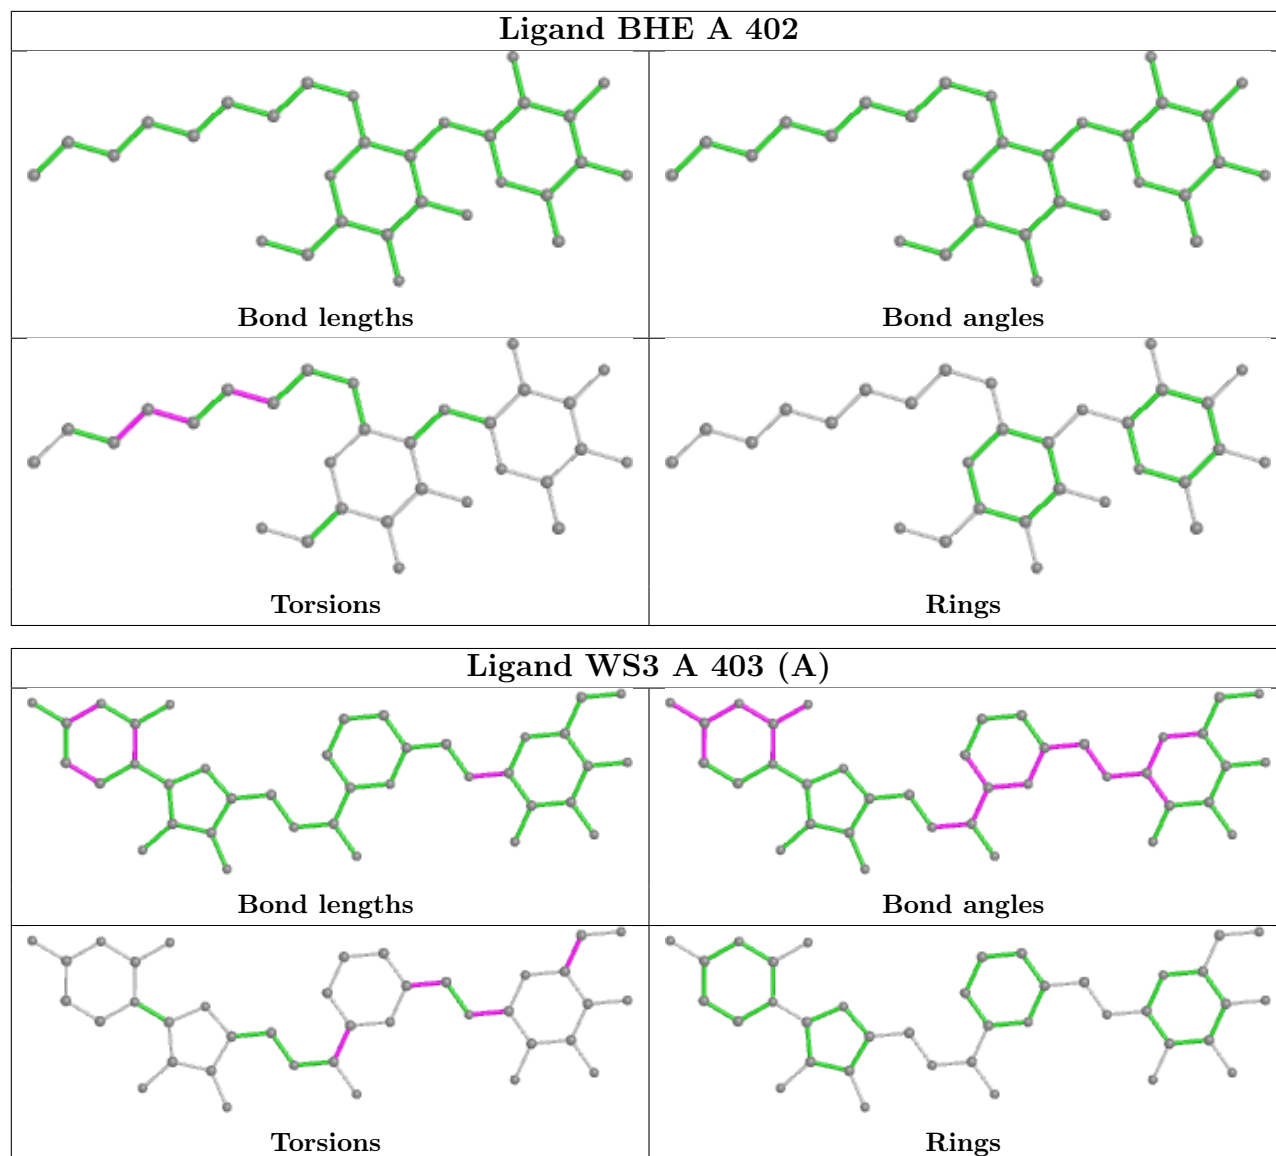 Ligand BHE A 402
Bond lengths
Bond angles
Torsions
Rings
Ligand WS3 A 403 (A)
Bond lengths
Bond angles
Torsions
Rings